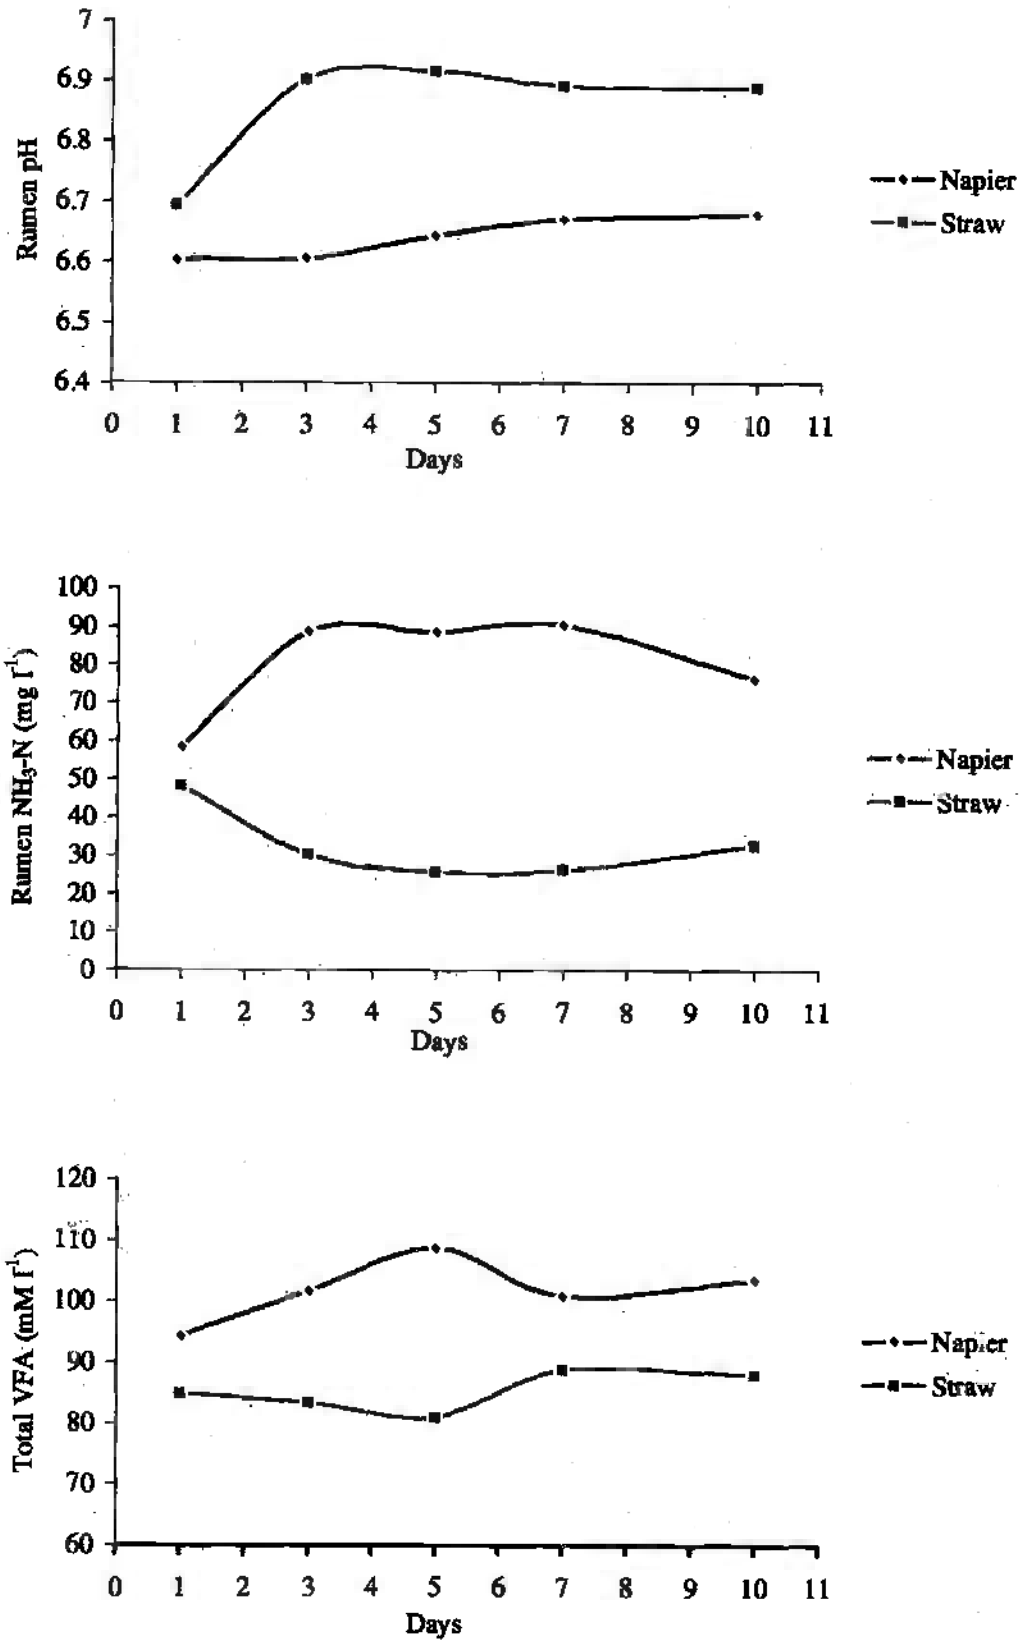 7
6.9
6.8
6.7
6.6
6.5
6.4
Rumen pH
0 1 2 3 4 5 6 7 8 9 10 11
Days
Napier
Straw
100
90
80
70
60
50
40
30
20
10
0
Rumen NH₃-N (mg l⁻¹)
0 1 2 3 4 5 6 7 8 9 10 11
Days
Napier
Straw
120
110
100
90
80
70
60
Total VFA (mM l⁻¹)
0 1 2 3 4 5 6 7 8 9 10 11
Days
Napier
Straw